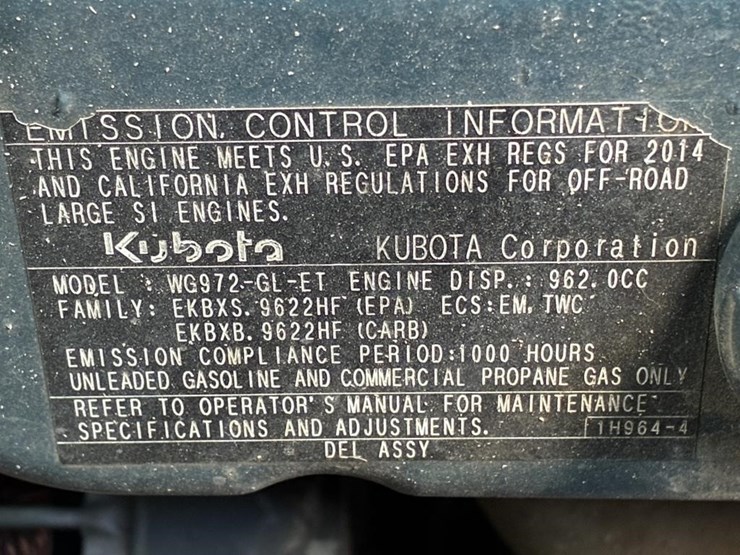 EMISSION CONTROL INFORMATION
THIS ENGINE MEETS U.S. EPA EXH REGS FOR 2014
AND CALIFORNIA EXH REGULATIONS FOR OFF-ROAD
LARGE SI ENGINES.
Kubota KUBOTA Corporation
MODEL : WG972-GL-ET ENGINE DISP.: 962.0CC
FAMILY: EKBXS.9622HF (EPA) ECS:EM, TWC
EKBXB.9622HF (CARB)
EMISSION COMPLIANCE PERIOD:1000 HOURS
UNLEADED GASOLINE AND COMMERCIAL PROPANE GAS ONLY
REFER TO OPERATOR'S MANUAL FOR MAINTENANCE
SPECIFICATIONS AND ADJUSTMENTS. 1H964-4
DEL ASSY